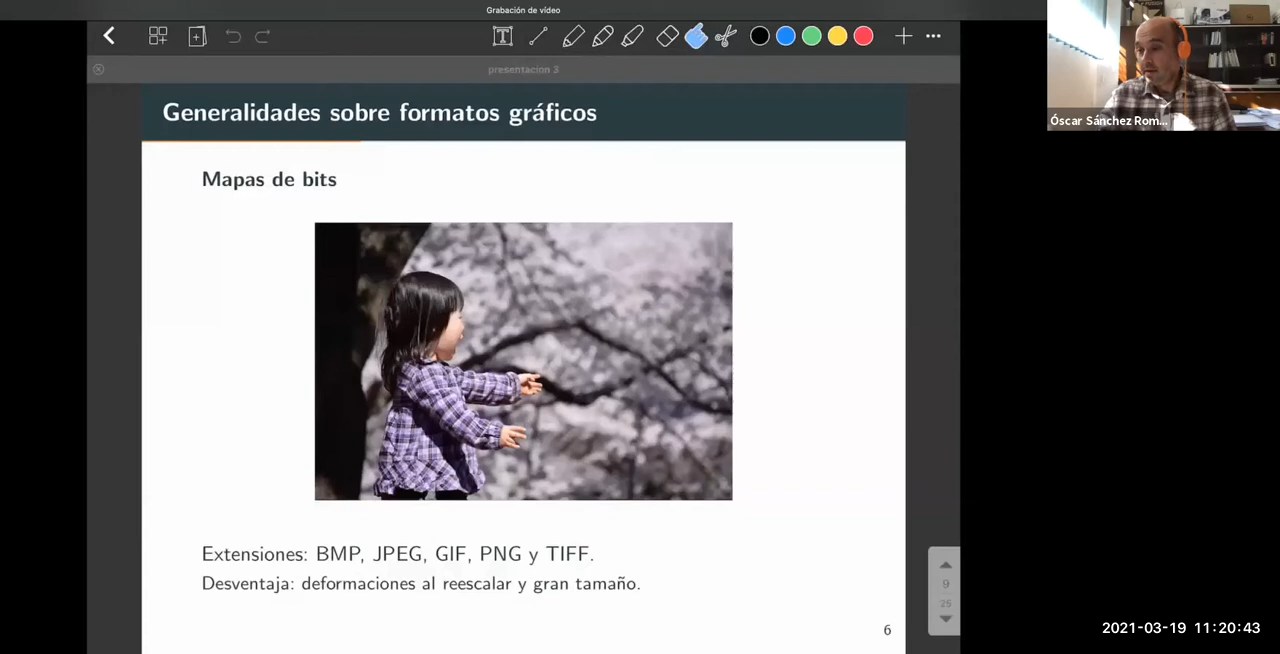 Grabación de vídeo
presentacion 3
Generalidades sobre formatos gráficos
Óscar Sánchez Rom...
Mapas de bits
Extensiones: BMP, JPEG, GIF, PNG y TIFF.
Desventaja: deformaciones al reescalar y gran tamaño.
9
25
6
2021-03-19 11:20:43